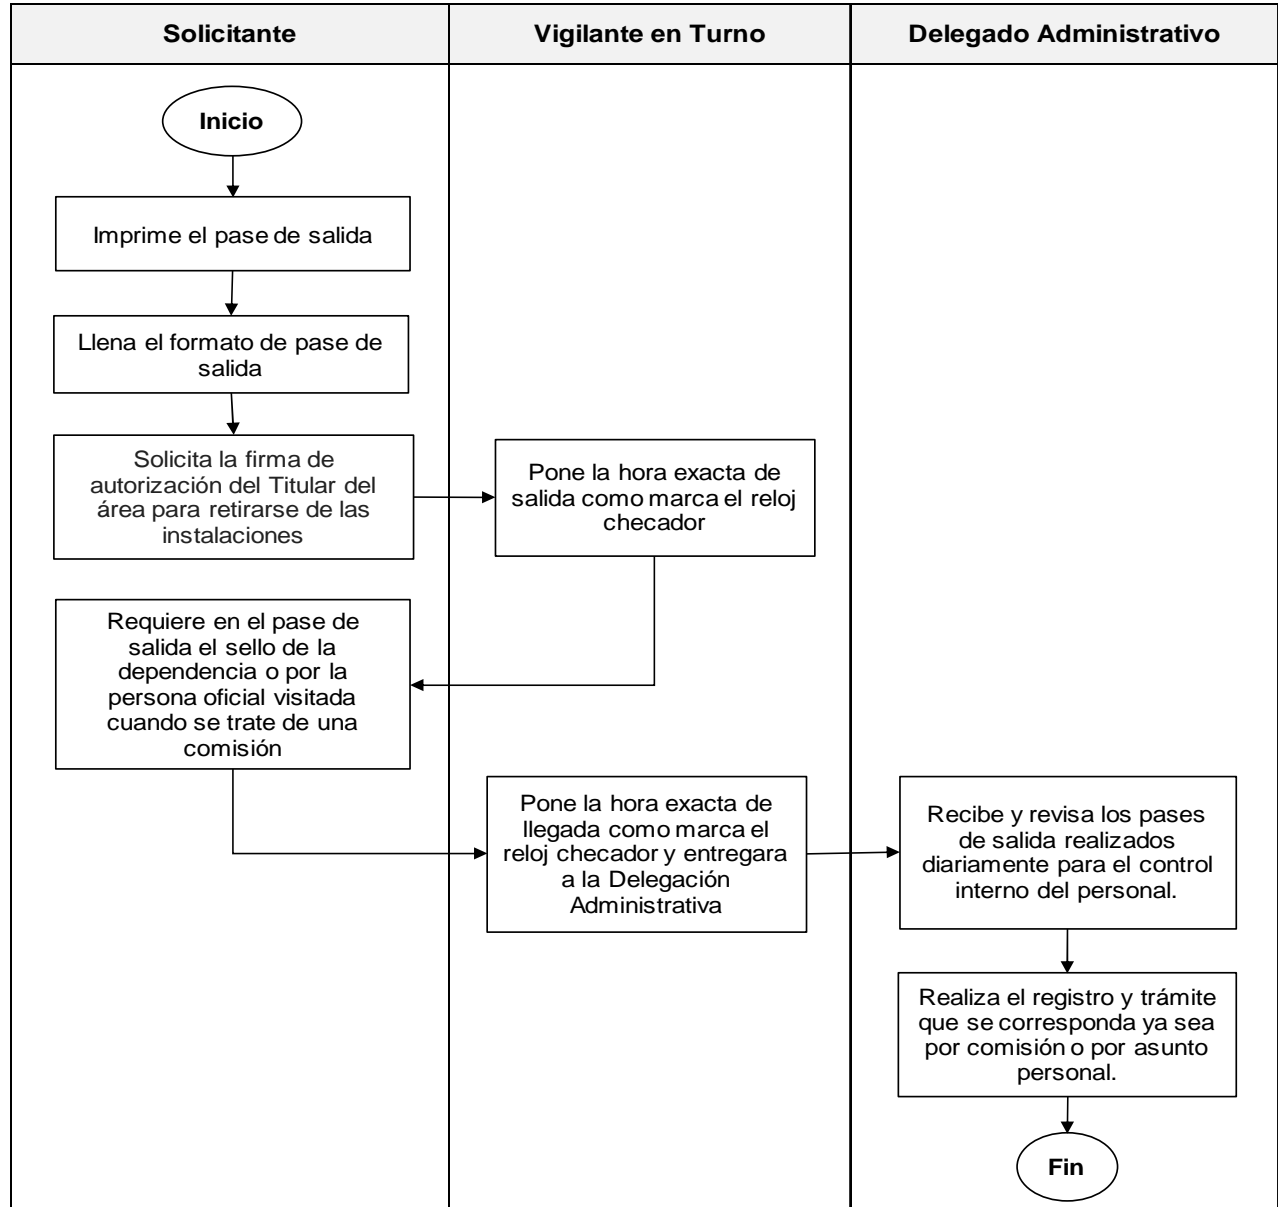 Solicitante
Vigilante en Turno
Delegado Administrativo
Inicio
Imprime el pase de salida
Llena el formato de pase de
salida
Solicita la firma de
autorización del Titular del
área para retirarse de las
instalaciones
Pone la hora exacta de
salida como marca el reloj
checador
Requiere en el pase de
salida el sello de la
dependencia o por la
persona oficial visitada
cuando se trate de una
comisión
Pone la hora exacta de
llegada como marca el
reloj checador y entregara
a la Delegación
Administrativa
Recibe y revisa los pases
de salida realizados
diariamente para el control
interno del personal.
Realiza el registro y trámite
que se corresponda ya sea
por comisión o por asunto
personal.
Fin